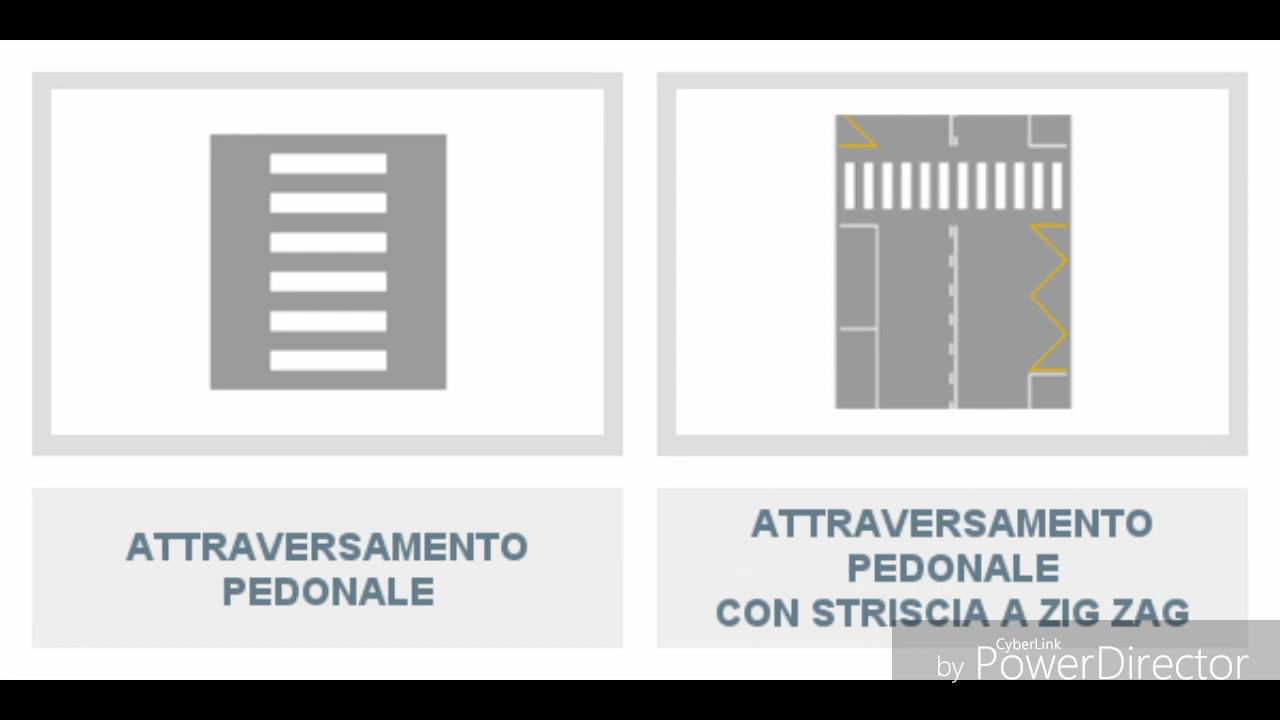 ATTRAVERSAMENTO
PEDONALE
ATTRAVERSAMENTO
PEDONALE
CON STRISCIA A ZIG ZAG
CyberLink
by PowerDirector